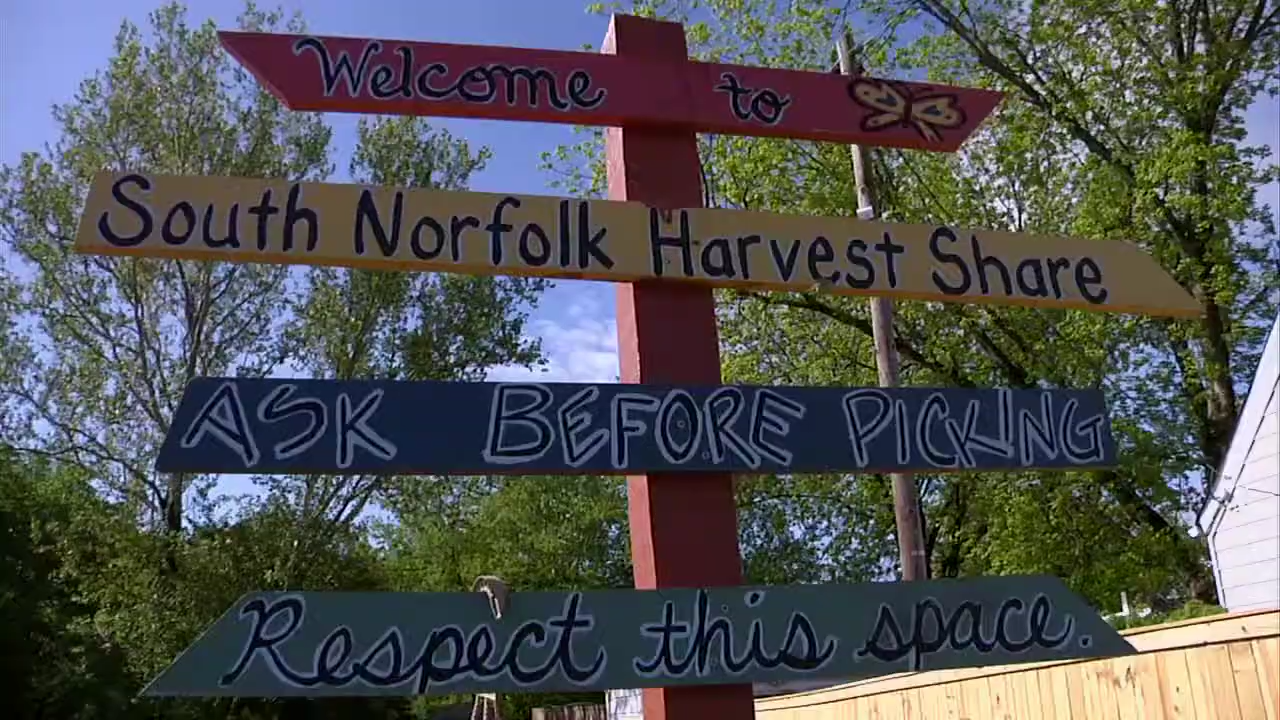 Welcome to
South Norfolk Harvest Share
ASK BEFORE PICKING
Respect this space.